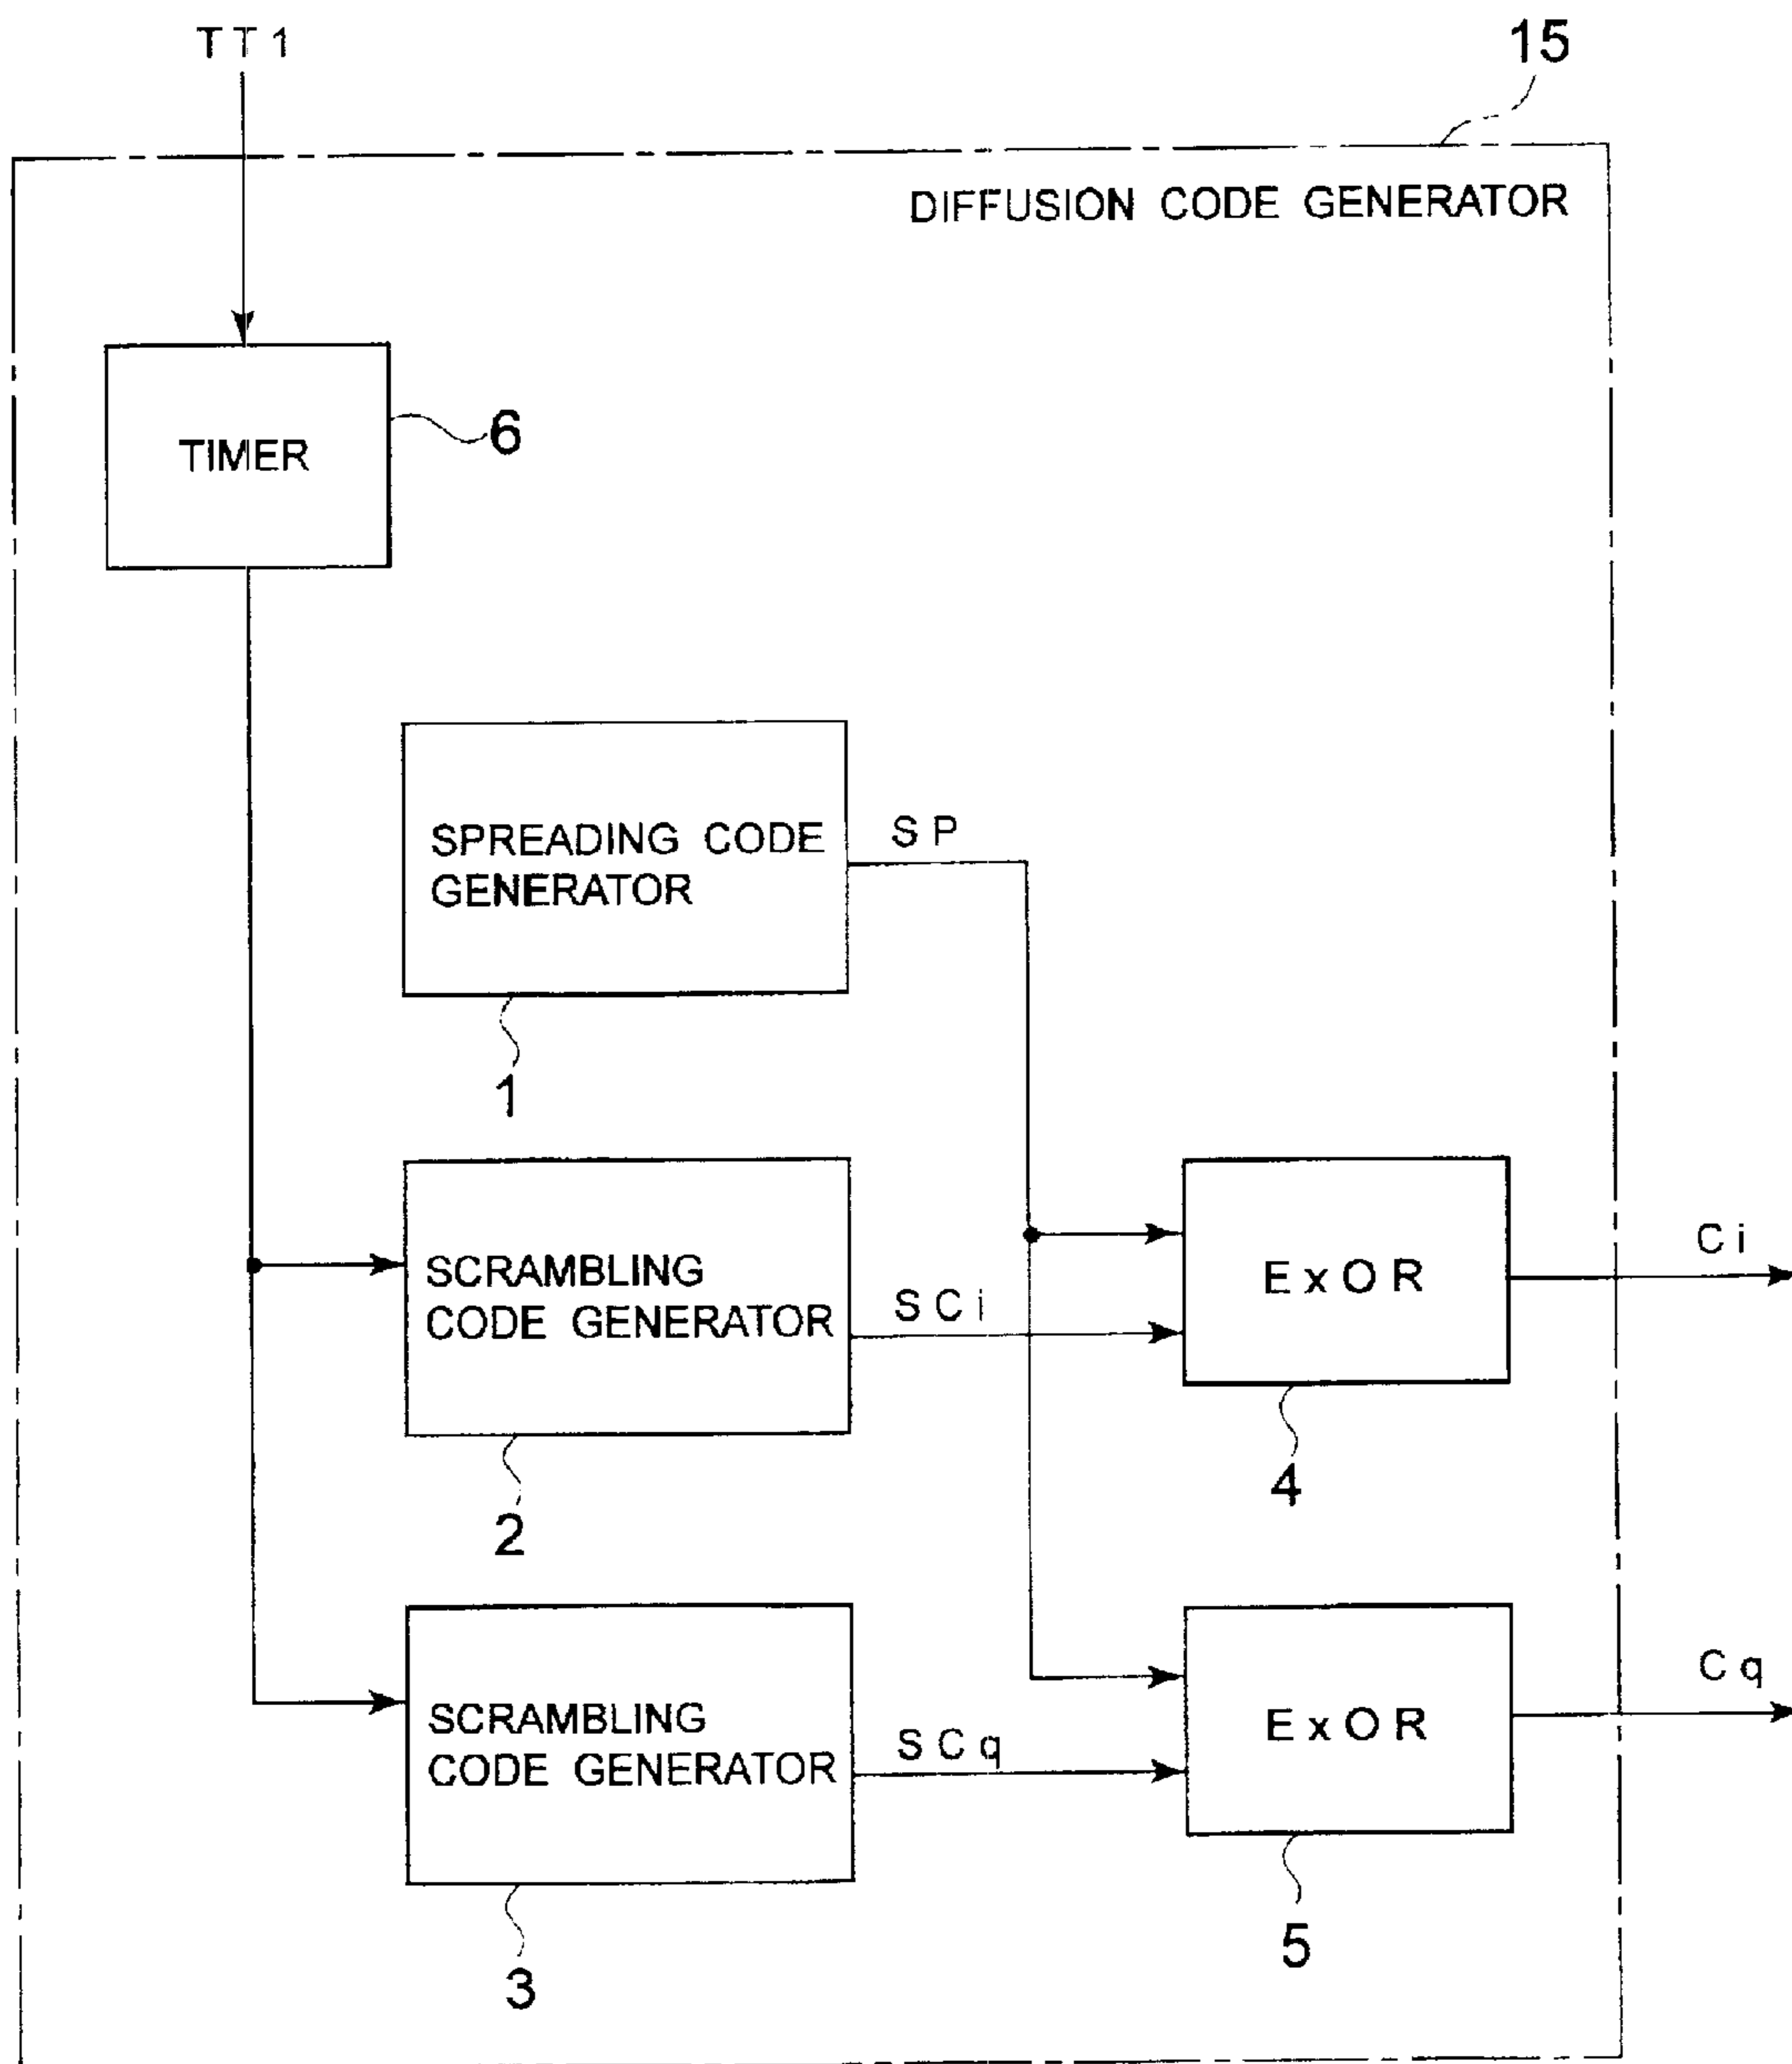 TT1
15
DIFFUSION CODE GENERATOR
TIMER
6
SPREADING CODE
GENERATOR
SP
1
SCRAMBLING
CODE GENERATOR
SCi
2
ExOR
Ci
4
SCRAMBLING
CODE GENERATOR
SCq
3
ExOR
Cq
5